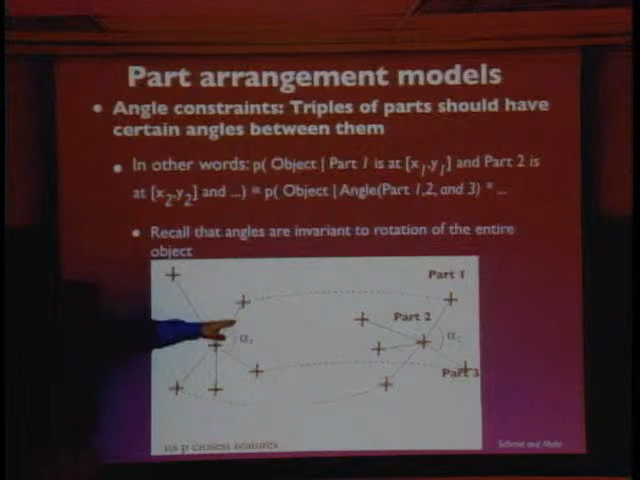 Part arrangement models
• Angle constraints: Triples of parts should have
certain angles between them
• In other words: p( Object | Part 1 is at [x1,y1] and Part 2 is
at [x2,y2] and ...) = p( Object | Angle(Part 1,2, and 3) * ...
• Recall that angles are invariant to rotation of the entire
object
Part 1
Part 2
α
α
Part 3
p closest features
Schmid and Mohr